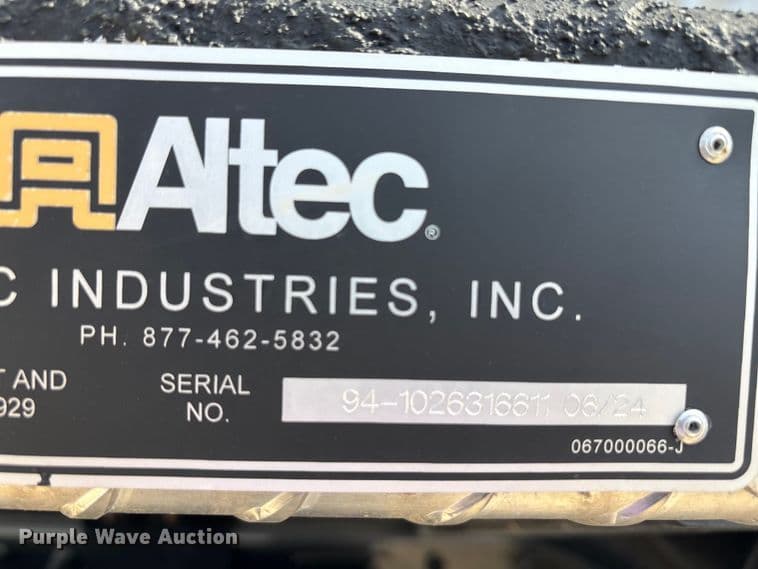 Altec®
C INDUSTRIES, INC.
PH. 877-462-5832
T AND
929
SERIAL
NO.
94-1026316611 06/24
067000066-J
Purple Wave Auction